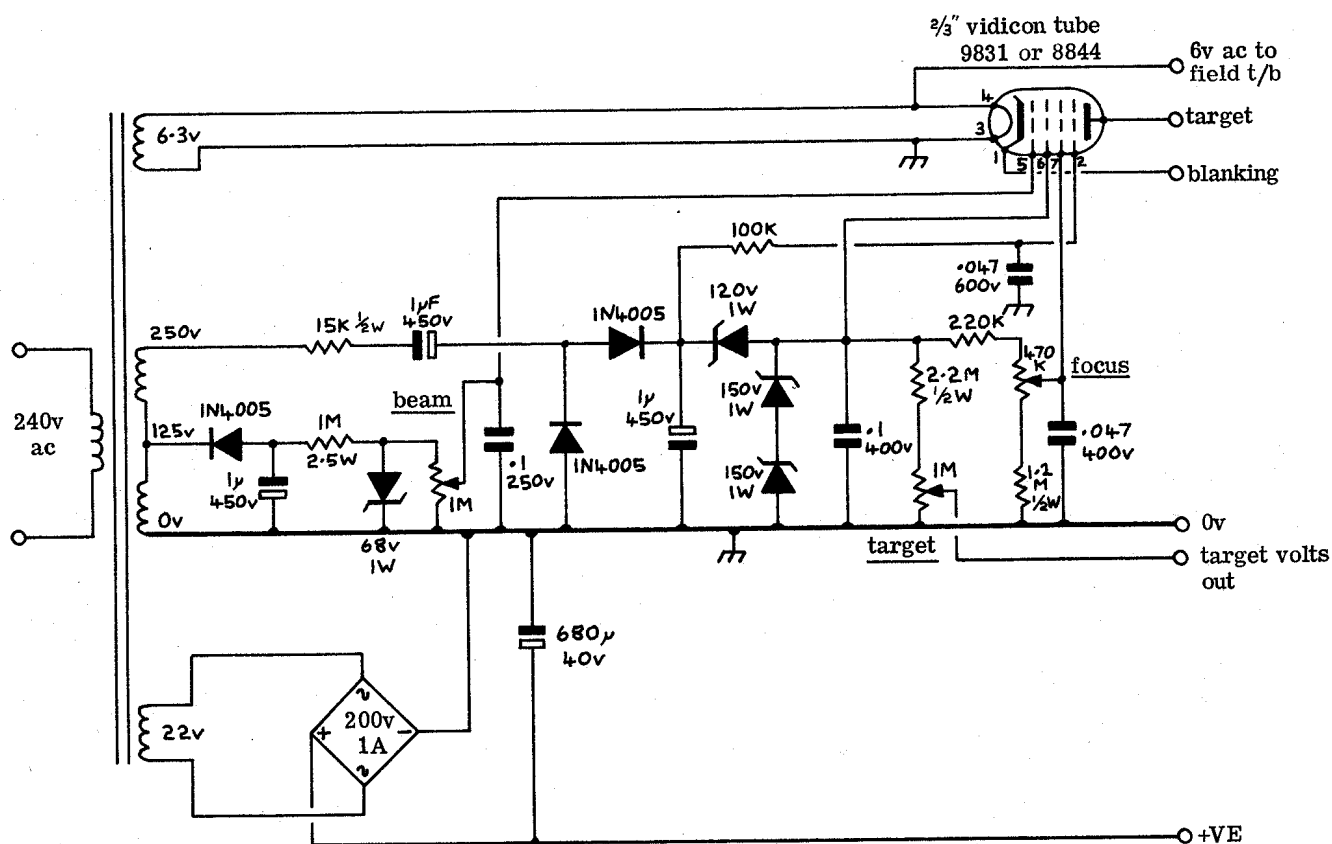 ⅔" vidicon tube
9831 or 8844
6v ac to
field t/b
target
blanking
4
3
1
5
6
7
2
6.3v
100K
.047
600v
120v
1W
1N4005
1µF
450v
15K ½W
250v
220K
470
K
focus
2.2M
½W
150v
1W
1µ
450v
.1
400v
.047
400v
beam
240v
ac
125v
1N4005
1M
2.5W
1M
.1
250v
1N4005
150v
1W
1M
1.2
M
½W
1µ
450v
0v
68v
1W
target
0v
target volts
out
680µ
40v
22v
~
200v
1A
+
-
~
+VE